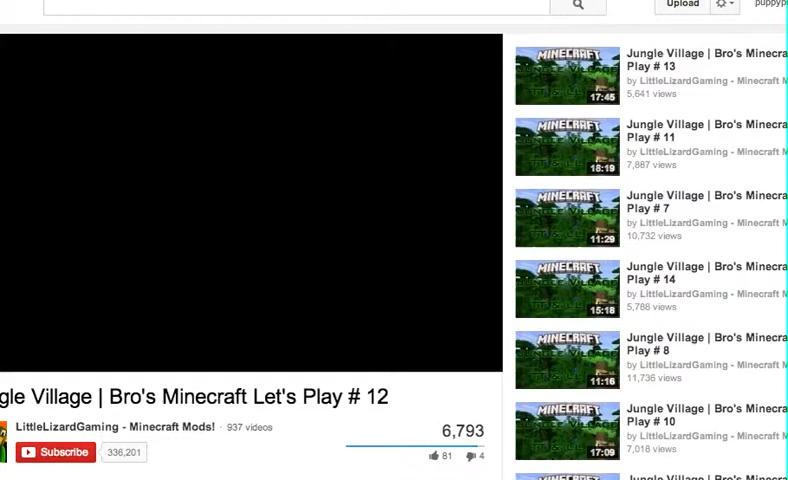 Upload
gle Village | Bro's Minecraft Let's Play # 12
LittleLizardGaming - Minecraft Mods! · 937 videos
Subscribe 336,201
6,793
81 4
MINECRAFT
17:45
Jungle Village | Bro's Minecra
Play # 13
by LittleLizardGaming - Minecraft M
5,641 views
MINECRAFT
18:19
Jungle Village | Bro's Minecra
Play # 11
by LittleLizardGaming - Minecraft M
7,887 views
MINECRAFT
11:29
Jungle Village | Bro's Minecra
Play # 7
by LittleLizardGaming - Minecraft M
10,732 views
MINECRAFT
15:18
Jungle Village | Bro's Minecra
Play # 14
by LittleLizardGaming - Minecraft M
5,788 views
MINECRAFT
11:16
Jungle Village | Bro's Minecra
Play # 8
by LittleLizardGaming - Minecraft M
11,736 views
MINECRAFT
17:09
Jungle Village | Bro's Minecra
Play # 10
by LittleLizardGaming - Minecraft M
7,018 views